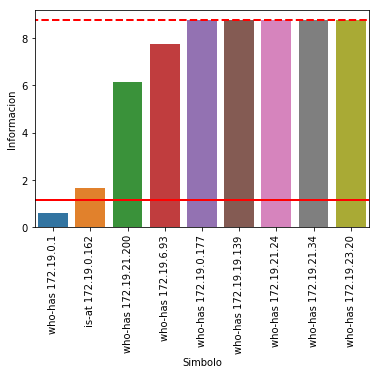 8
6
4
2
0
Informacion
who-has 172.19.0.1
is-at 172.19.0.162
who-has 172.19.21.200
who-has 172.19.6.93
who-has 172.19.0.177
who-has 172.19.19.139
who-has 172.19.21.24
who-has 172.19.21.34
who-has 172.19.23.20
Simbolo